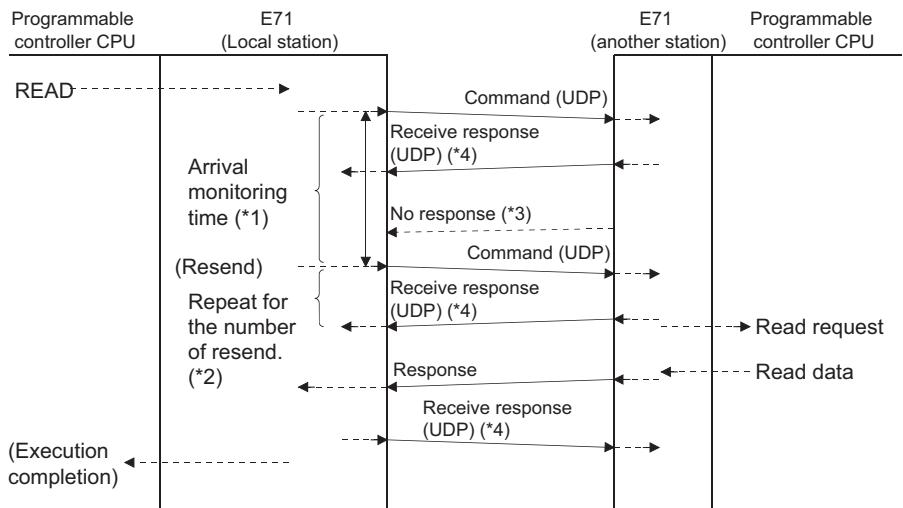 Programmable
controller CPU
E71
(Local station)
E71
(another station)
Programmable
controller CPU
READ
Command (UDP)
Receive response
(UDP) (*4)
Arrival
monitoring
time (*1)
No response (*3)
Command (UDP)
(Resend)
Receive response
(UDP) (*4)
Repeat for
the number
of resend.
(*2)
Read request
Response
Read data
Receive response
(UDP) (*4)
(Execution
completion)